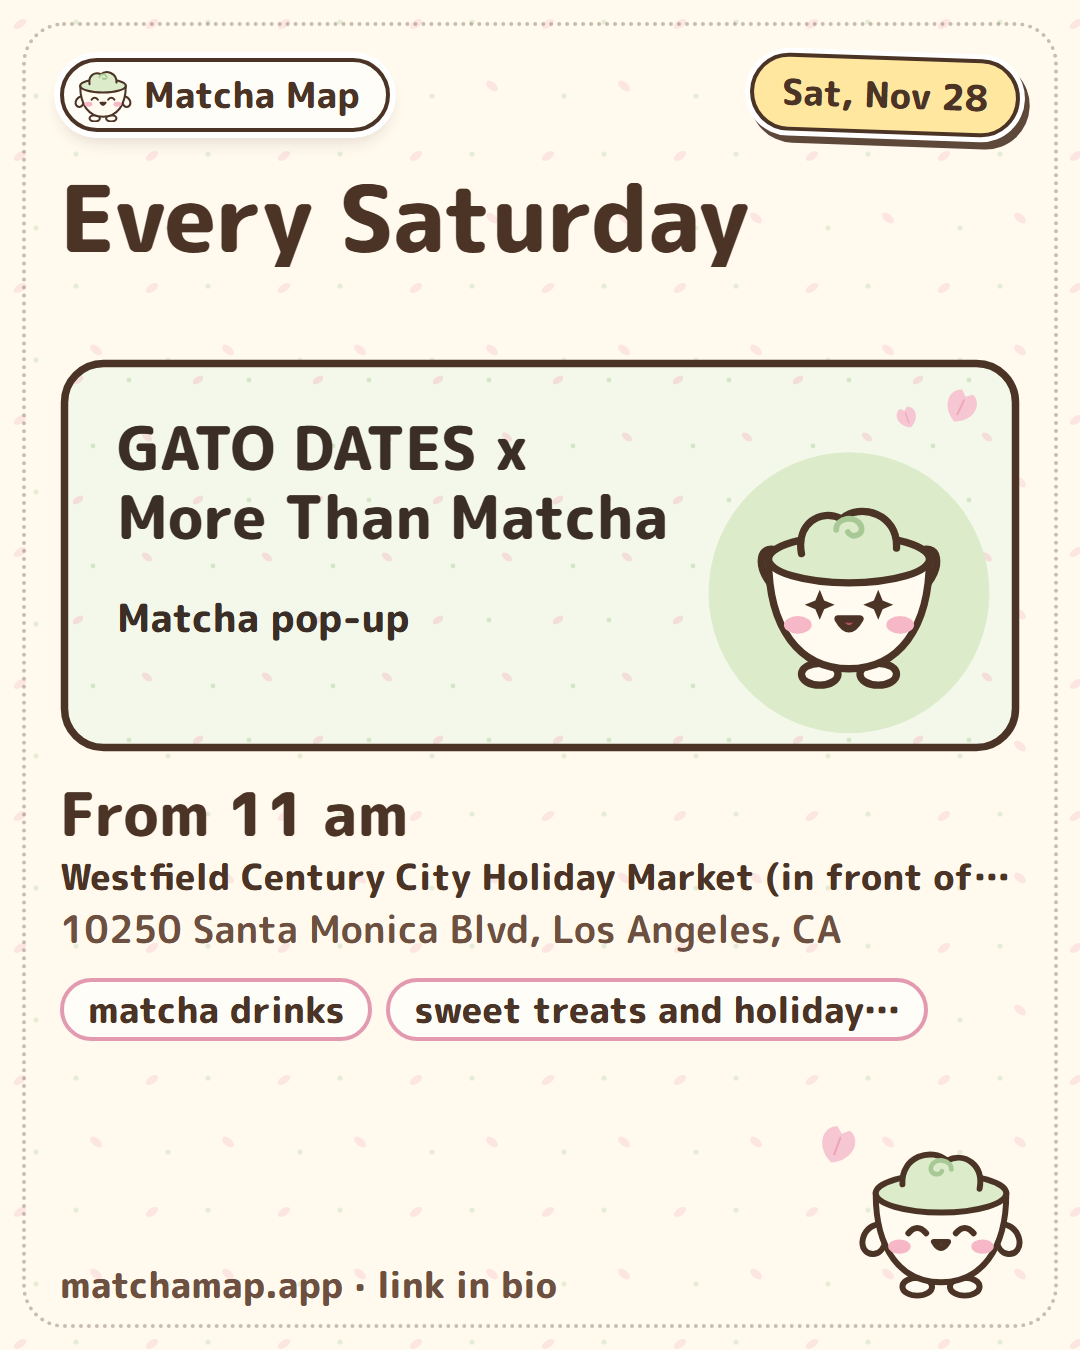 Matcha Map
Sat, Nov 28
Every Saturday
GATO DATES x
More Than Matcha
Matcha pop-up
From 11 am
Westfield Century City Holiday Market (in front of…
10250 Santa Monica Blvd, Los Angeles, CA
matcha drinks
sweet treats and holiday…
matchamap.app · link in bio